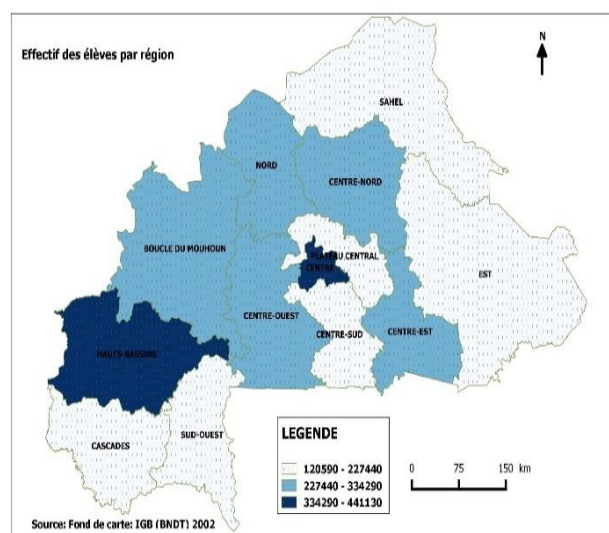 Effectif des élèves par région
N
SAHEL
NORD
CENTRE-NORD
BOUCLE DU MOUHOUN
PLATEAU CENTRAL
CENTRE
EST
CENTRE-OUEST
CENTRE-SUD
CENTRE-EST
HAUTS-BASSINS
CASCADES
SUD-OUEST
LEGENDE
120590 - 227440
227440 - 334290
334290 - 441130
0 75 150 km
Source: Fond de carte: IGB (BNDT) 2002